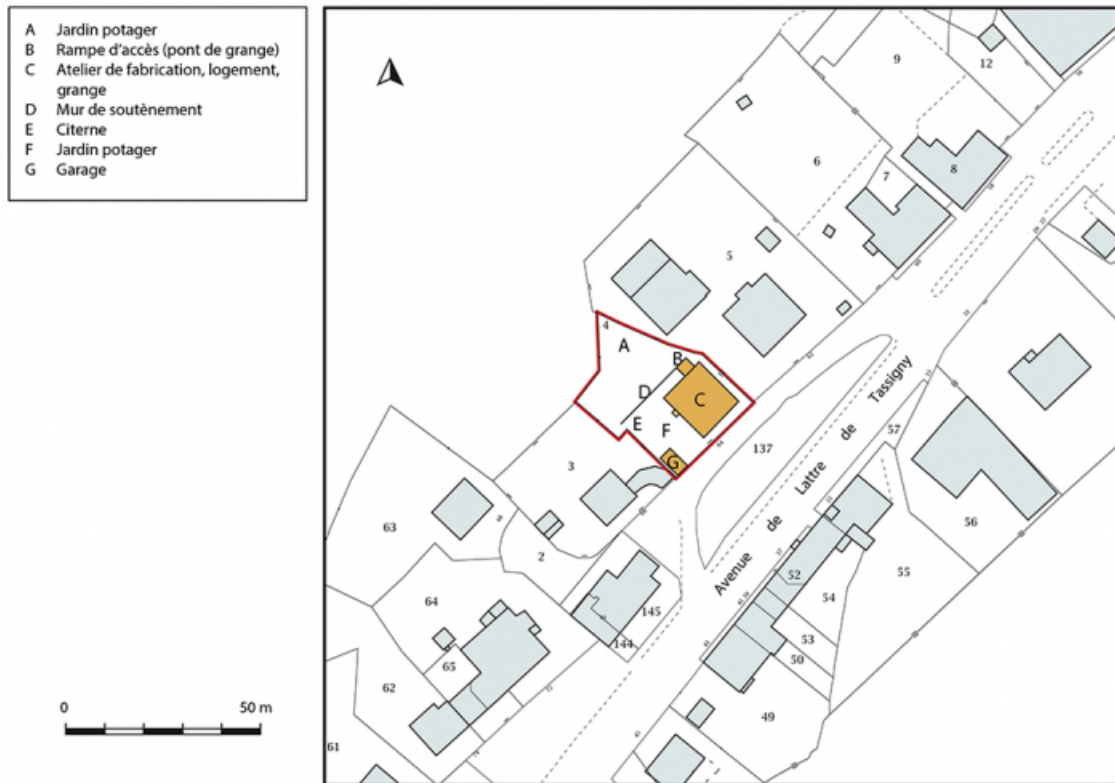 A Jardin potager
B Rampe d'accès (pont de grange)
C Atelier de fabrication, logement,
grange
D Mur de soutènement
E Citerne
F Jardin potager
G Garage
0 50 m
9
12
6
8
7
5
4
A
B
D
C
E
F
G
137
Avenue de Lattre de Tassigny
57
3
63
56
2
52
55
64
54
145
144
53
65
50
62
49
61